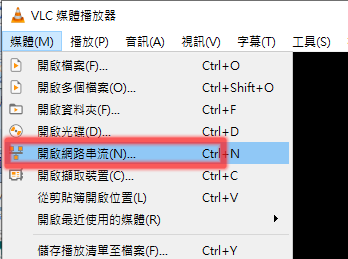 VLC 媒體播放器
媒體(M) 播放(P) 音訊(A) 視訊(V) 字幕(T) 工具(S)
開啟檔案(F)... Ctrl+O
開啟多個檔案(O)... Ctrl+Shift+O
開啟資料夾(F)... Ctrl+F
開啟光碟(D)... Ctrl+D
開啟網路串流(N)... Ctrl+N
開啟擷取裝置(C)... Ctrl+C
從剪貼簿開啟位置(L) Ctrl+V
開啟最近使用的媒體(R)
儲存播放清單至檔案(F)... Ctrl+Y